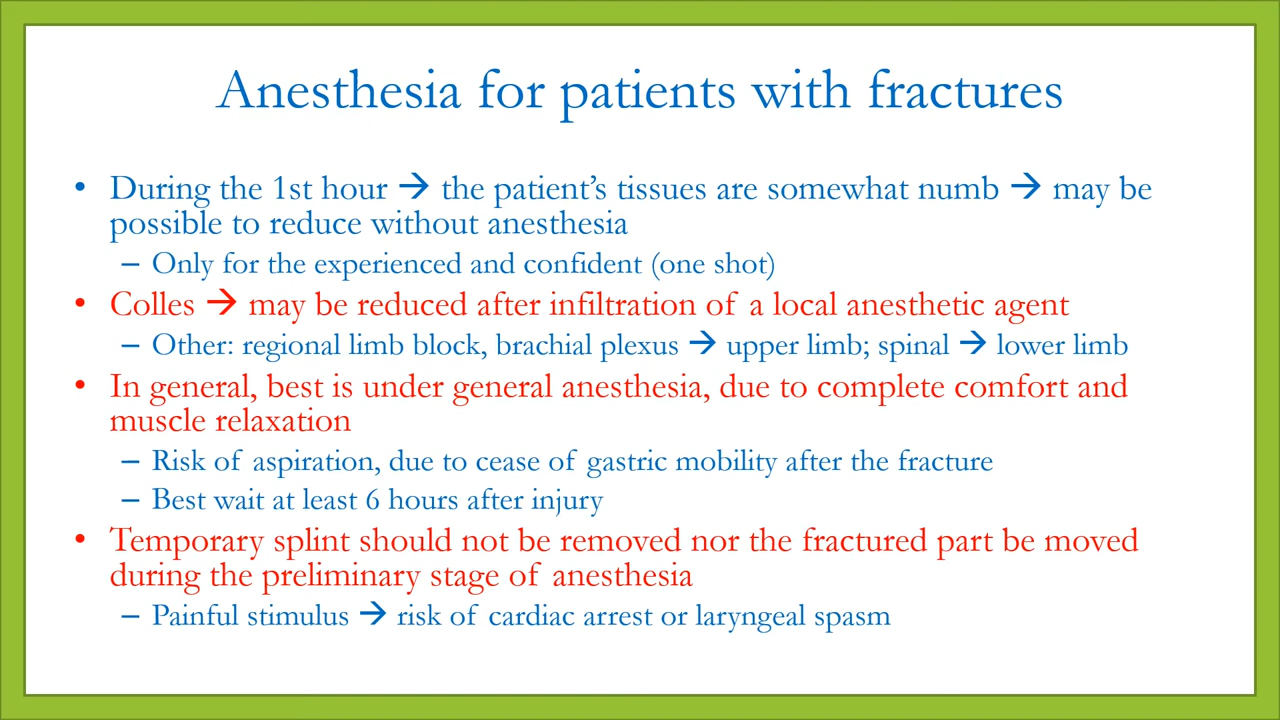 Anesthesia for patients with fractures
• During the 1st hour → the patient’s tissues are somewhat numb → may be
possible to reduce without anesthesia
– Only for the experienced and confident (one shot)
• Colles → may be reduced after infiltration of a local anesthetic agent
– Other: regional limb block, brachial plexus → upper limb; spinal → lower limb
• In general, best is under general anesthesia, due to complete comfort and
muscle relaxation
– Risk of aspiration, due to cease of gastric mobility after the fracture
– Best wait at least 6 hours after injury
• Temporary splint should not be removed nor the fractured part be moved
during the preliminary stage of anesthesia
– Painful stimulus → risk of cardiac arrest or laryngeal spasm